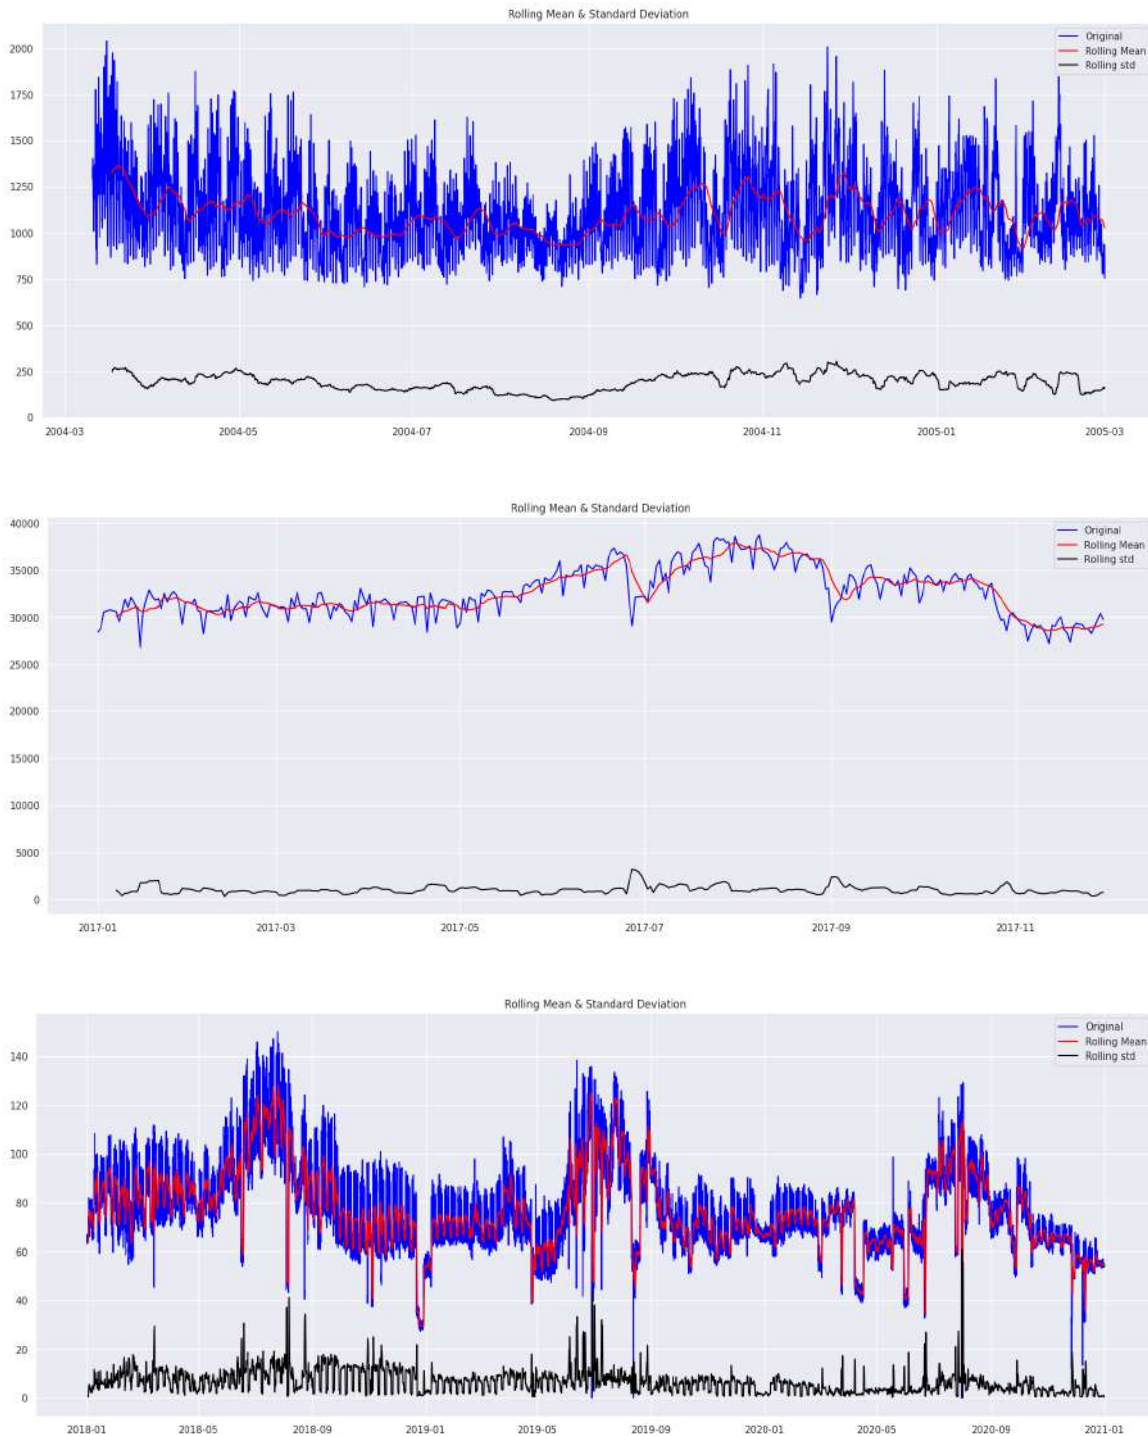 Rolling Mean & Standard Deviation
Original
Rolling Mean
Rolling std
2000
1750
1500
1250
1000
750
500
250
0
2004-03 2004-05 2004-07 2004-09 2004-11 2005-01 2005-03
Rolling Mean & Standard Deviation
Original
Rolling Mean
Rolling std
40000
35000
30000
25000
20000
15000
10000
5000
0
2017-01 2017-03 2017-05 2017-07 2017-09 2017-11
Rolling Mean & Standard Deviation
Original
Rolling Mean
Rolling std
140
120
100
80
60
40
20
0
2018-01 2018-05 2018-09 2019-01 2019-05 2019-09 2020-01 2020-05 2020-09 2021-01